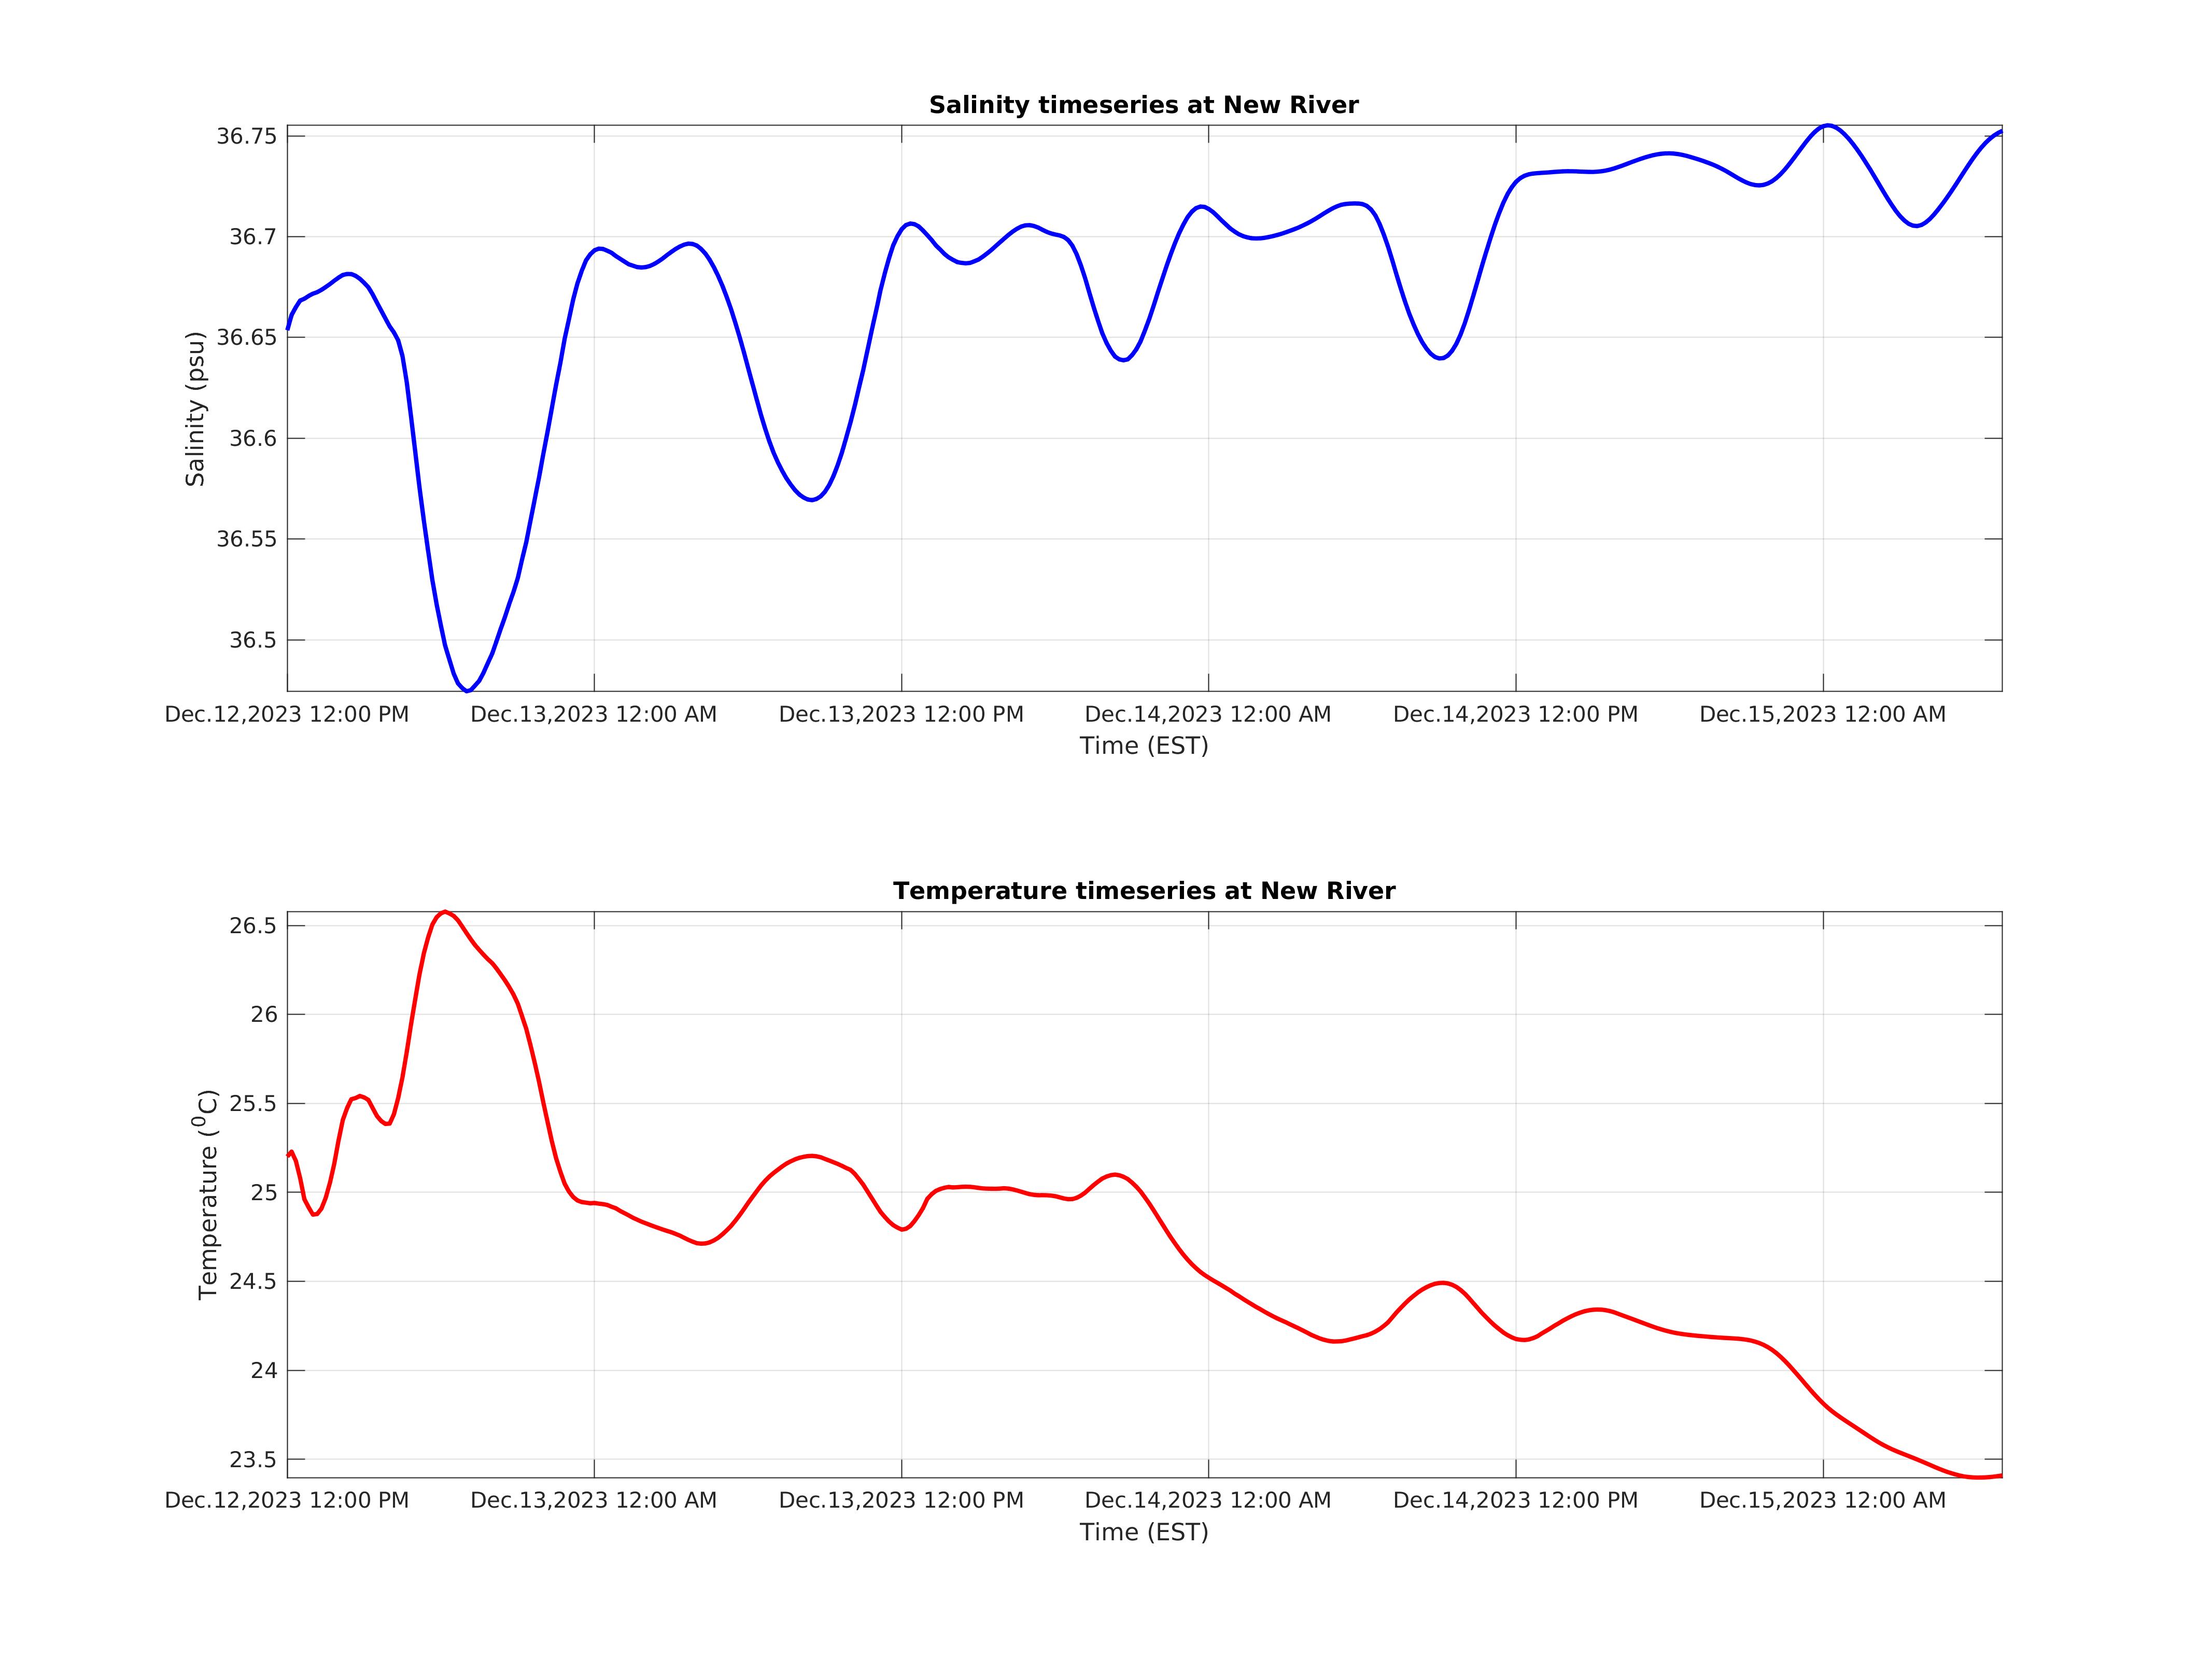 Salinity timeseries at New River
36.75
36.7
36.65
36.6
36.55
36.5
Salinity (psu)
Dec.12,2023 12:00 PM Dec.13,2023 12:00 AM Dec.13,2023 12:00 PM Dec.14,2023 12:00 AM Dec.14,2023 12:00 PM Dec.15,2023 12:00 AM
Time (EST)
Temperature timeseries at New River
26.5
26
25.5
25
24.5
24
23.5
Temperature (⁰C)
Dec.12,2023 12:00 PM Dec.13,2023 12:00 AM Dec.13,2023 12:00 PM Dec.14,2023 12:00 AM Dec.14,2023 12:00 PM Dec.15,2023 12:00 AM
Time (EST)